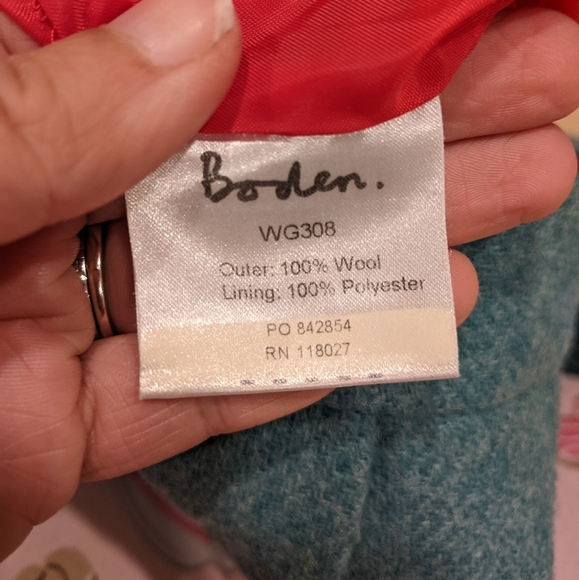 Boden.
WG308
Outer: 100% Wool
Lining: 100% Polyester
PO 842854
RN 118027